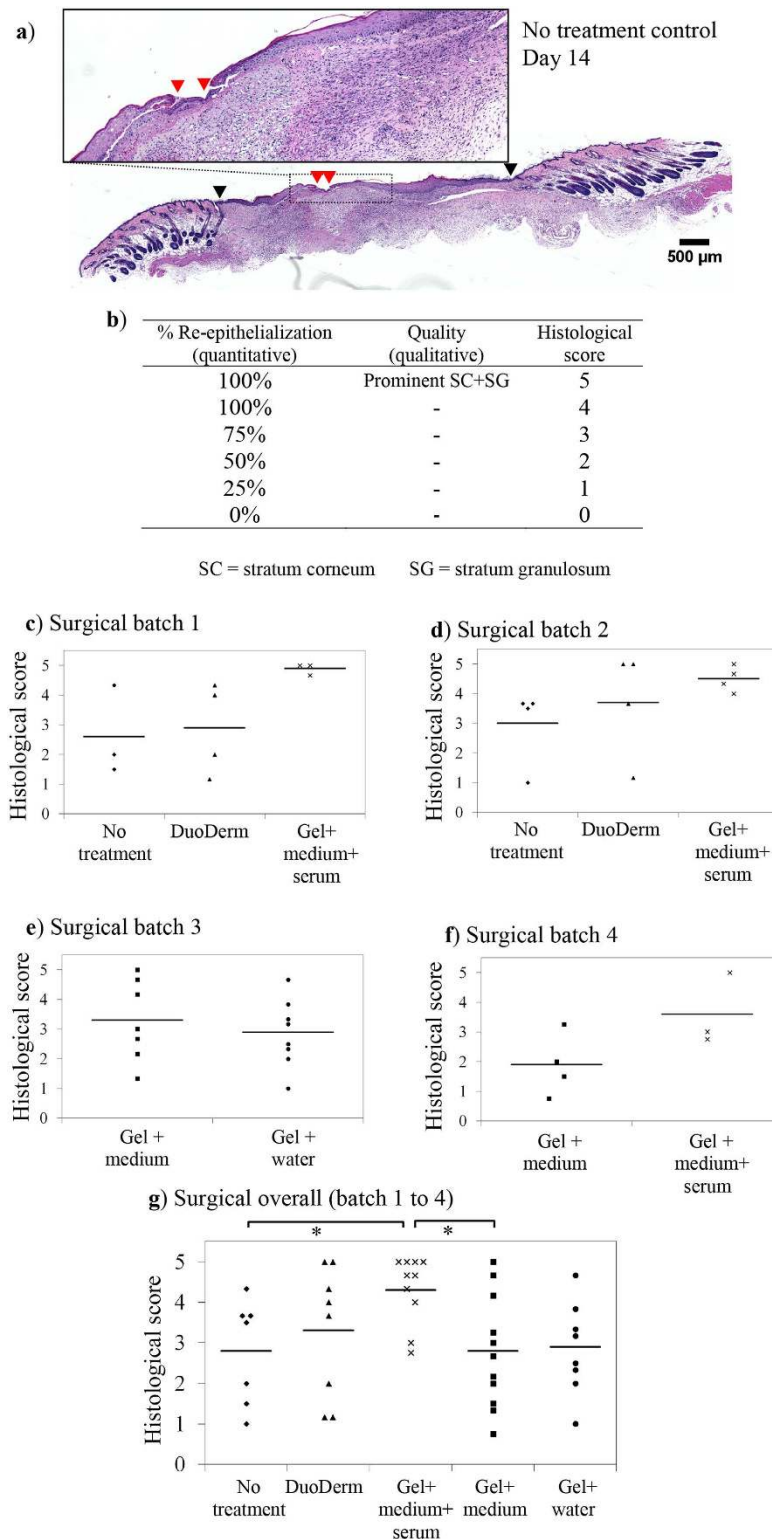 a)
No treatment control
Day 14
500 µm
b)
% Re-epithelialization (quantitative) Quality (qualitative) Histological score
100% Prominent SC+SG 5
100% - 4
75% - 3
50% - 2
25% - 1
0% - 0
SC = stratum corneum SG = stratum granulosum
c) Surgical batch 1
Histological score
5
4
3
2
1
0
No treatment
DuoDerm
Gel+ medium+ serum
d) Surgical batch 2
Histological score
5
4
3
2
1
0
No treatment
DuoDerm
Gel+ medium+ serum
e) Surgical batch 3
Histological score
5
4
3
2
1
0
Gel + medium
Gel + water
f) Surgical batch 4
Histological score
5
4
3
2
1
0
Gel + medium
Gel + medium+ serum
g) Surgical overall (batch 1 to 4)
* *
Histological score
5
4
3
2
1
0
No treatment
DuoDerm
Gel+ medium+ serum
Gel+ medium
Gel+ water